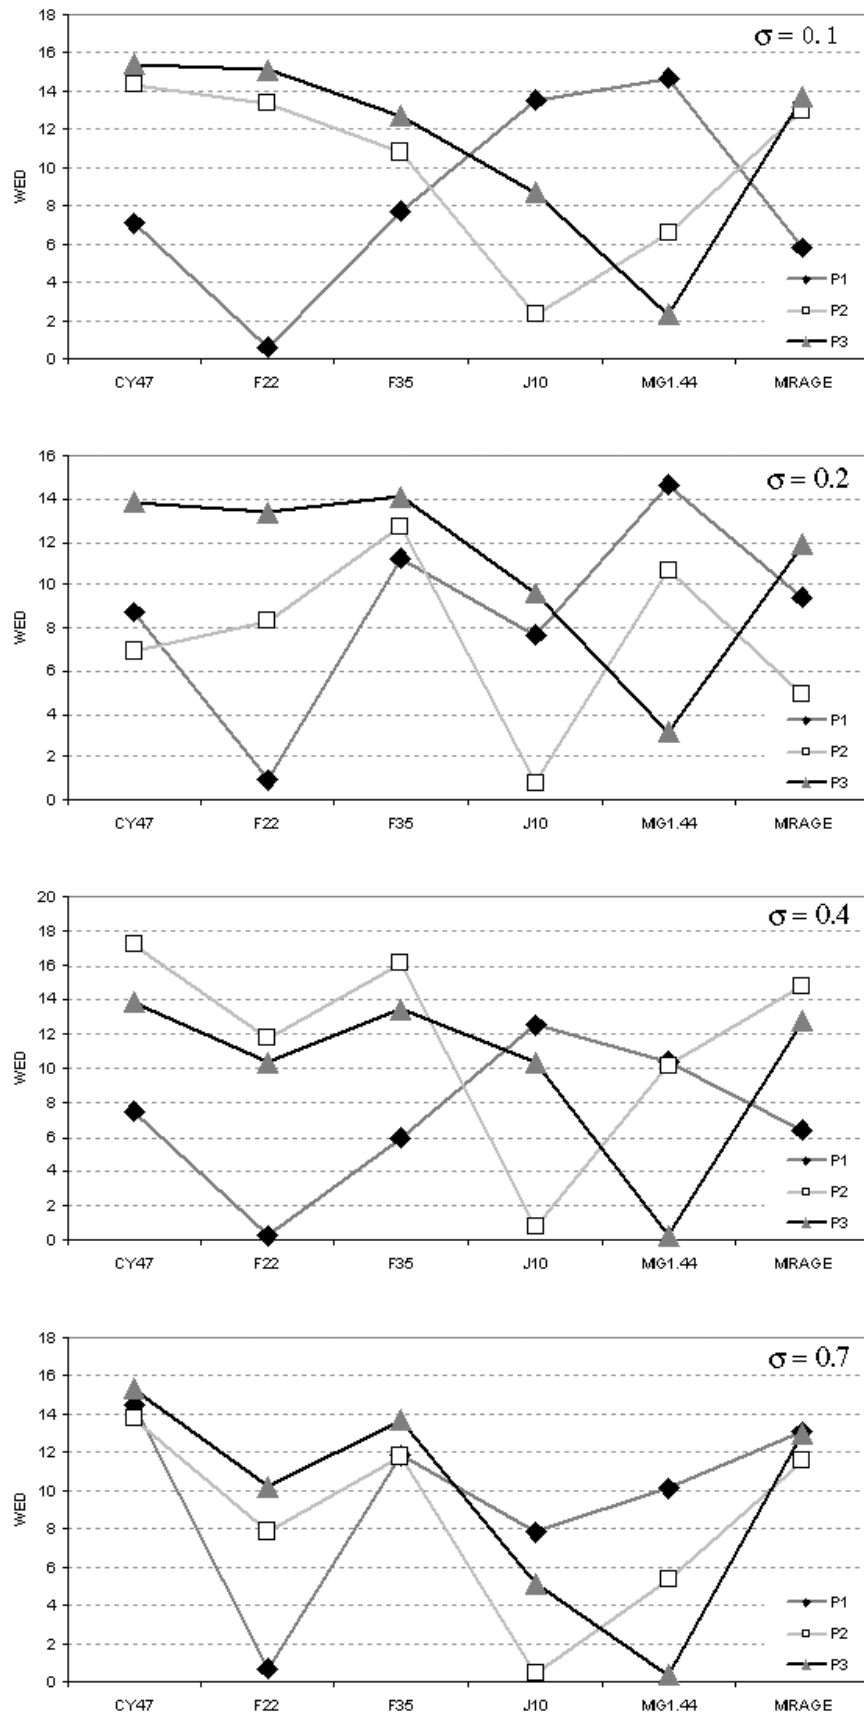 σ = 0.1
18
16
14
12
10
8
6
4
2
0
WED
P1
P2
P3
CY47 F22 F35 J10 MIG1.44 MIRAGE
σ = 0.2
16
14
12
10
8
6
4
2
0
WED
P1
P2
P3
CY47 F22 F35 J10 MIG1.44 MIRAGE
σ = 0.4
20
18
16
14
12
10
8
6
4
2
0
WED
P1
P2
P3
CY47 F22 F35 J10 MIG1.44 MIRAGE
σ = 0.7
18
16
14
12
10
8
6
4
2
0
WED
P1
P2
P3
CY47 F22 F35 J10 MIG1.44 MIRAGE